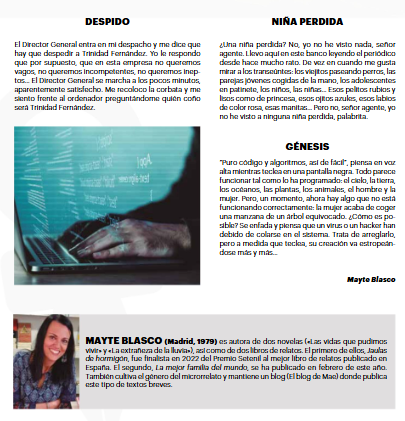 DESPIDO
El Director General entra en mi despacho y me dice que
hay que despedir a Trinidad Fernández. Yo le respondo
que por supuesto, que en esta empresa no queremos
vagos, no queremos incompetentes, no queremos inep-
tos... El Director General se marcha a los pocos minutos,
aparentemente satisfecho. Me recoloco la corbata y me
siento frente al ordenador preguntándome quién coño
será Trinidad Fernández.
NIÑA PERDIDA
¿Una niña perdida? No, yo no he visto nada, señor
agente. Llevo aquí en este banco leyendo el periódico
desde hace mucho rato. De vez en cuando me gusta
mirar a los transeúntes: los viejitos paseando perros, las
parejas jóvenes cogidas de la mano, los adolescentes
en patinete, los niños, las niñas... Esos pelitos rubios y
lisos como de princesa, esos ojitos azules, esos labios
de color rosa, esas manitas... Pero no, señor agente, yo
no he visto a ninguna niña perdida, palabrita.
GÉNESIS
"Puro código y algoritmos, así de fácil", piensa en voz
alta mientras teclea en una pantalla negra. Todo parece
funcionar tal como lo ha programado: el cielo, la tierra,
los océanos, las plantas, los animales, el hombre y la
mujer. Pero, un momento, ahora hay algo que no está
funcionando correctamente: la mujer acaba de coger
una manzana de un árbol equivocado. ¿Cómo es po-
sible? Se enfada y piensa que un virus o un hacker han
debido de colarse en el sistema. Trata de arreglarlo,
pero a medida que teclea, su creación va estropeán-
dose más y más...
Mayte Blasco
MAYTE BLASCO (Madrid, 1979) es autora de dos novelas («Las vidas que pudimos
vivir» y «La extrañeza de la lluvia»), así como de dos libros de relatos. El primero de ellos, Jaulas
de hormigón, fue finalista en 2022 del Premio Setenil al mejor libro de relatos publicado en
España. El segundo, La mejor familia del mundo, se ha publicado en febrero de este año.
También cultiva el género del microrrelato y mantiene un blog (El blog de Mae) donde publica
este tipo de textos breves.